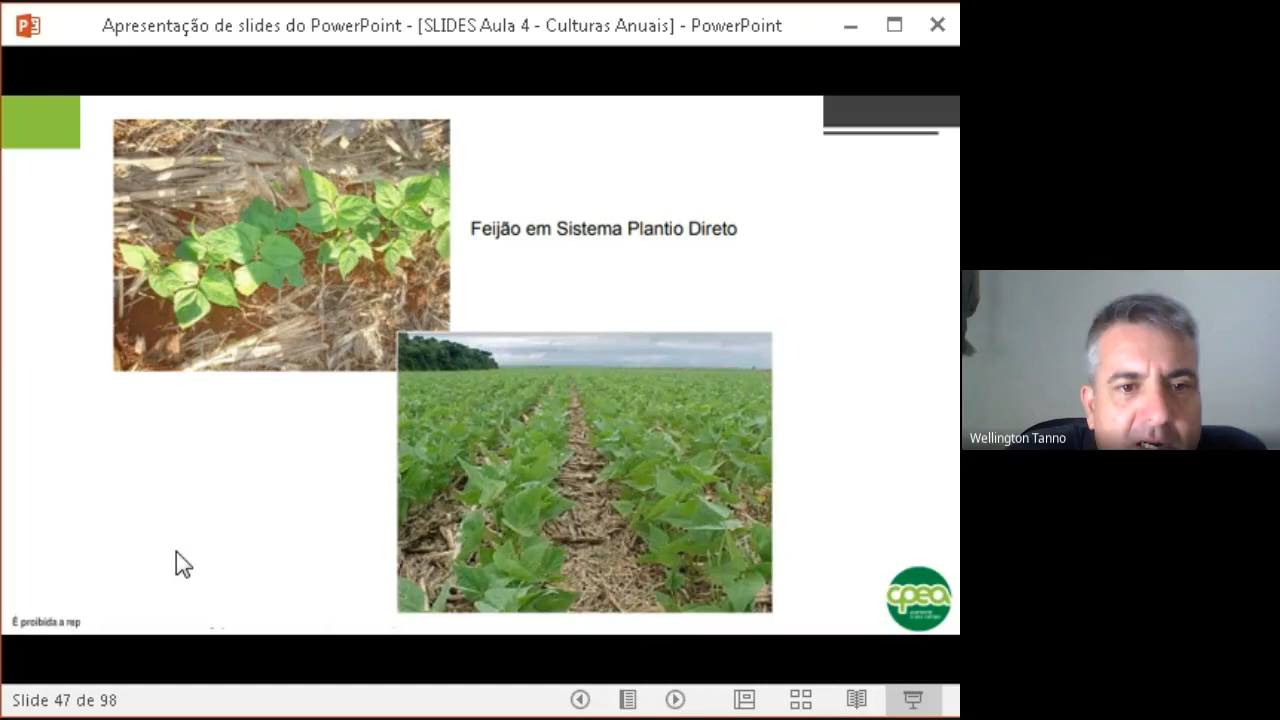 Apresentação de slides do PowerPoint - [SLIDES Aula 4 - Culturas Anuais] - PowerPoint
Feijão em Sistema Plantio Direto
Wellington Tanno
cpea
É proibida a rep
Slide 47 de 98